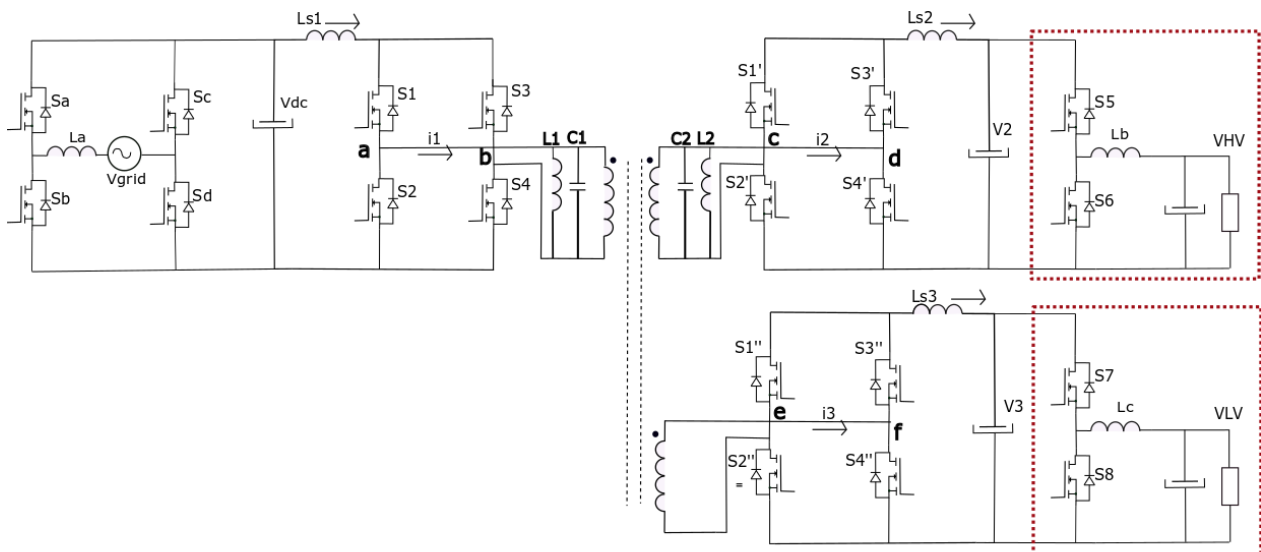 Ls1
Sa
Sc
Vdc
S1
S3
La
Vgrid
a
i1
b
L1
C1
Sb
Sd
S2
S4
Ls2
S1'
S3'
S5
V2
Lb
VHV
C2
L2
c
i2
d
S2'
S4'
S6
Ls3
S1''
S3''
S7
V3
Lc
VLV
e
i3
f
S2''
=
S4''
S8